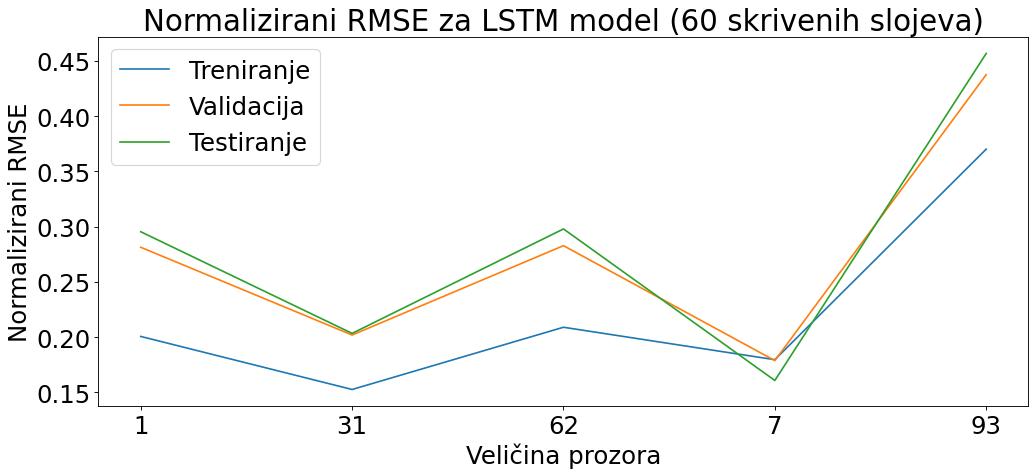 Normalizirani RMSE za LSTM model (60 skrivenih slojeva)
Treniranje
Validacija
Testiranje
Normalizirani RMSE
0.45
0.40
0.35
0.30
0.25
0.20
0.15
1 31 62 7 93
Veličina prozora